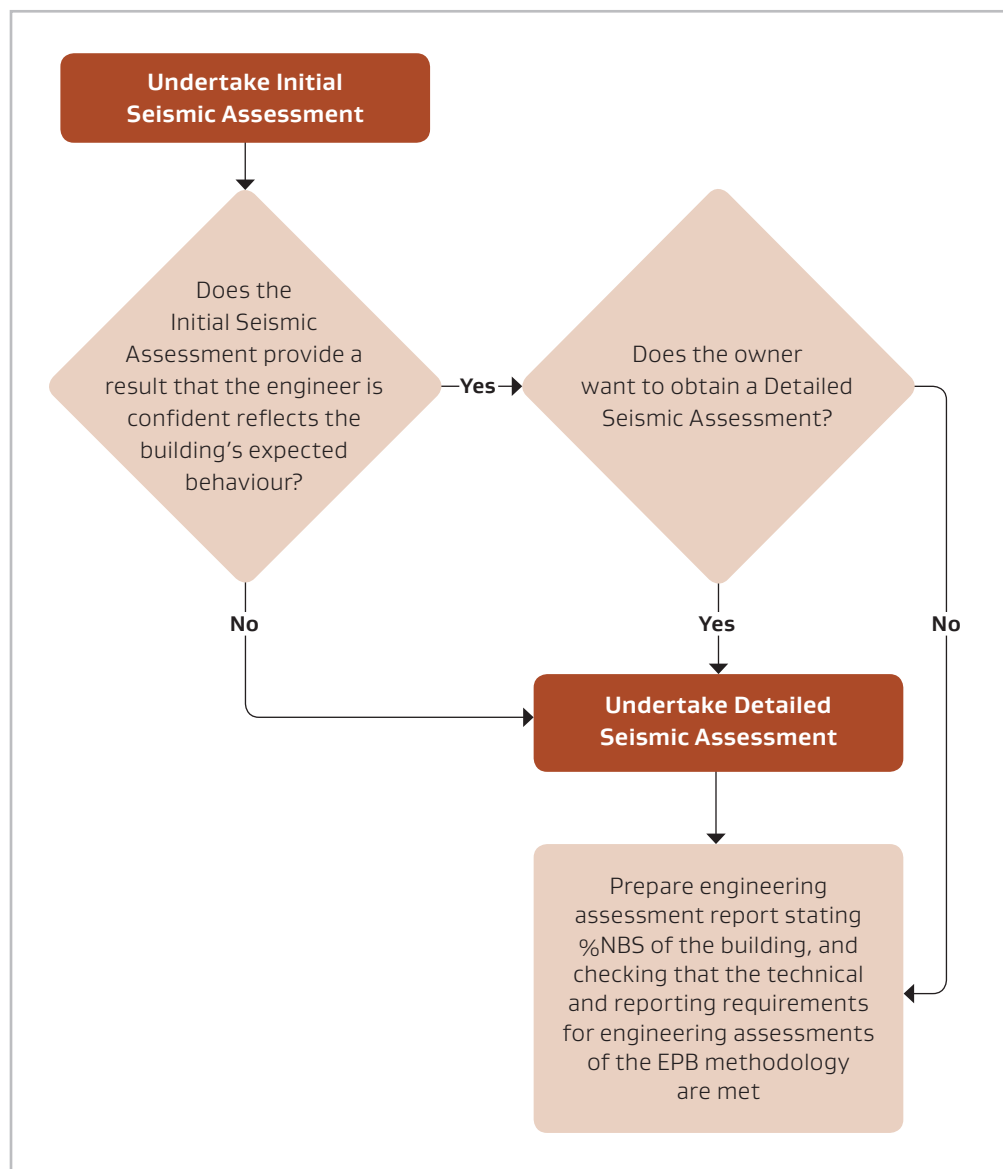 Undertake Initial
Seismic Assessment
Does the
Initial Seismic
Assessment provide a
result that the engineer is
confident reflects the
building’s expected
behaviour?
Yes
Does the owner
want to obtain a Detailed
Seismic Assessment?
No
Yes
No
Undertake Detailed
Seismic Assessment
Prepare engineering
assessment report stating
%NBS of the building, and
checking that the technical
and reporting requirements
for engineering assessments
of the EPB methodology
are met